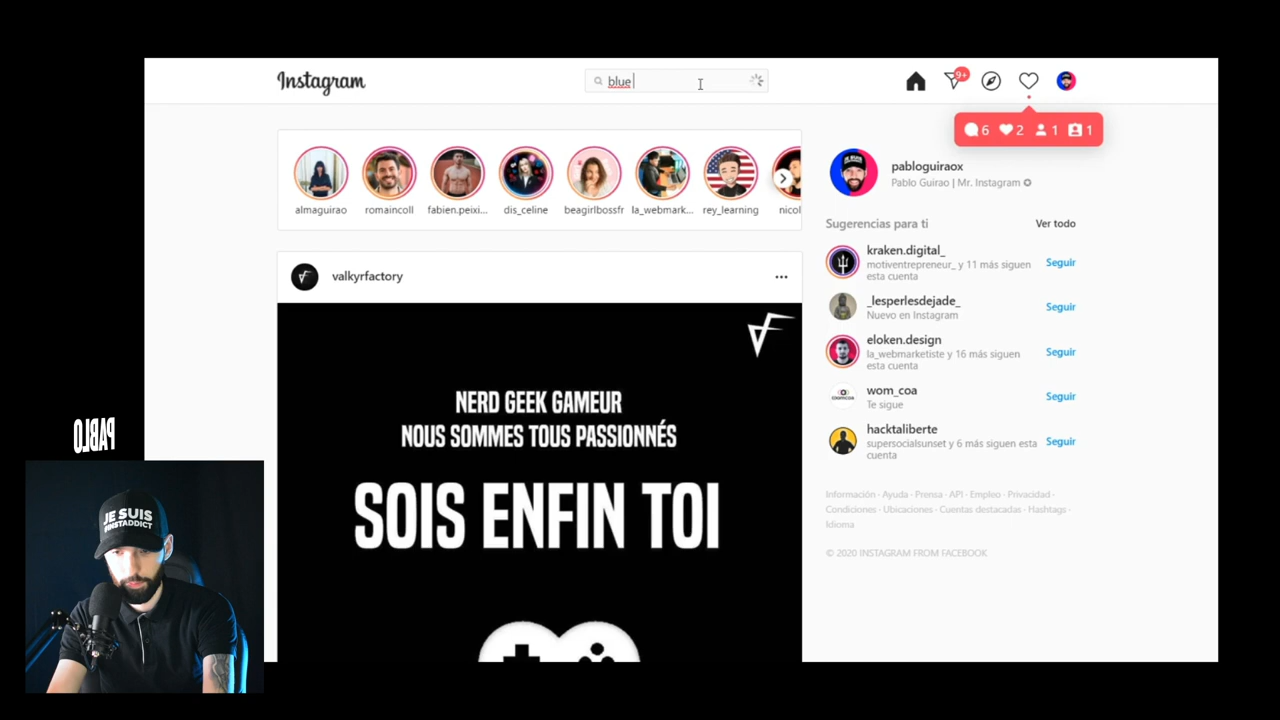 Instagram
blue
9+
6 2 1 1
almaguirao
romaincoll
fabien.peixi...
dis_celine
beagirlbossfr
la_webmark...
rey_learning
nicol
pabloguiraox
Pablo Guirao | Mr. Instagram
Sugerencias para ti
Ver todo
kraken.digital_
motiventrepreneur_ y 11 más siguen
esta cuenta
Seguir
_lesperlesdejade_
Nuevo en Instagram
Seguir
eloken.design
la_webmarketiste y 16 más siguen
esta cuenta
Seguir
wom_coa
Te sigue
Seguir
hacktaliberte
supersocialsunset y 6 más siguen esta
cuenta
Seguir
Información · Ayuda · Prensa · API · Empleo · Privacidad ·
Condiciones · Ubicaciones · Cuentas destacadas · Hashtags ·
Idioma
© 2020 INSTAGRAM FROM FACEBOOK
valkyrfactory
NERD GEEK GAMEUR
NOUS SOMMES TOUS PASSIONNÉS
SOIS ENFIN TOI
PABLO
JE SUIS
#INSTADDICT